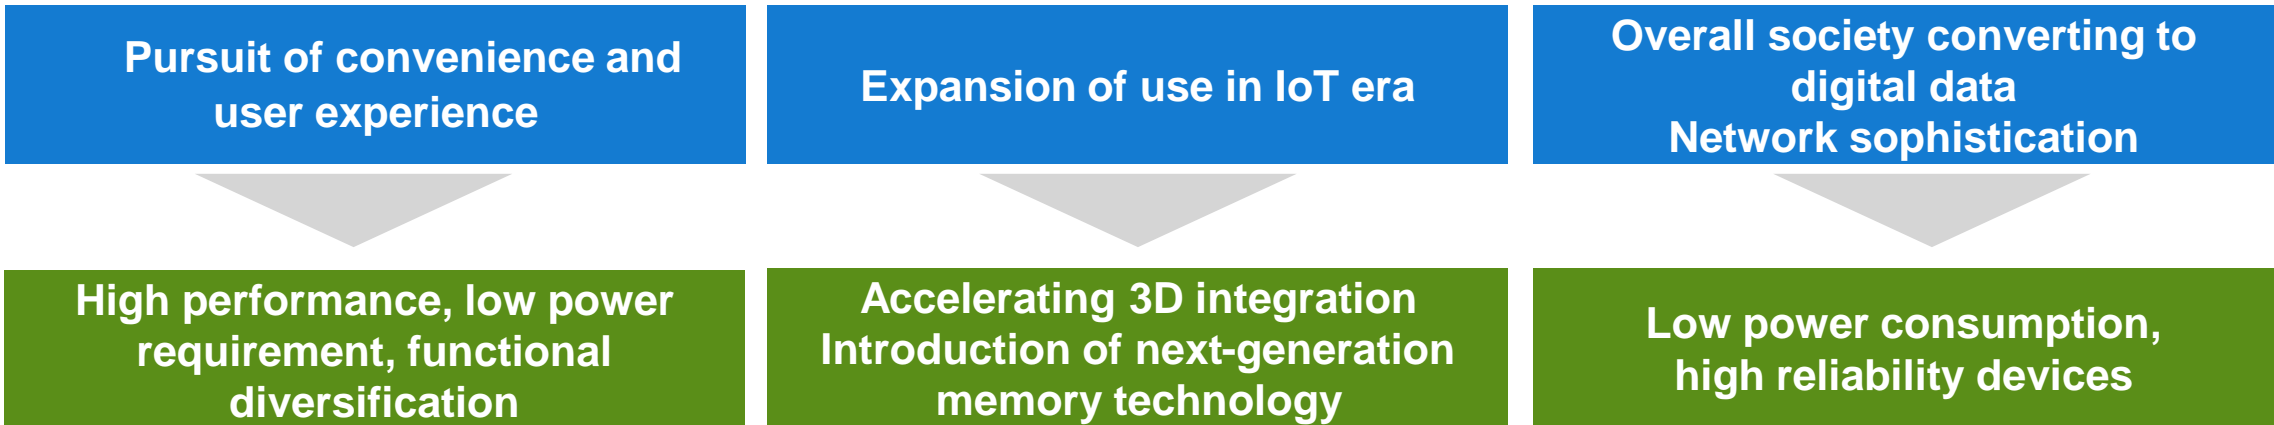 Pursuit of convenience and
user experience
Expansion of use in IoT era
Overall society converting to
digital data
Network sophistication
High performance, low power
requirement, functional
diversification
Accelerating 3D integration
Introduction of next-generation
memory technology
Low power consumption,
high reliability devices